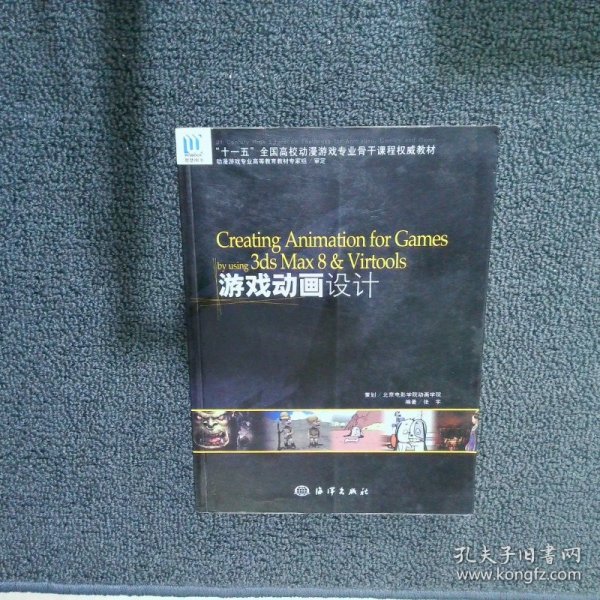 "十一五"全国高校动漫游戏专业骨干课程权威教材
动漫游戏专业高等教育教材专家组/审定
Creating Animation for Games
by using 3ds Max 8 & Virtools
游戏动画设计
策划/北京电影学院动画学院
编著/张宇
海洋出版社
孔夫子旧书网
www.kongfz.com